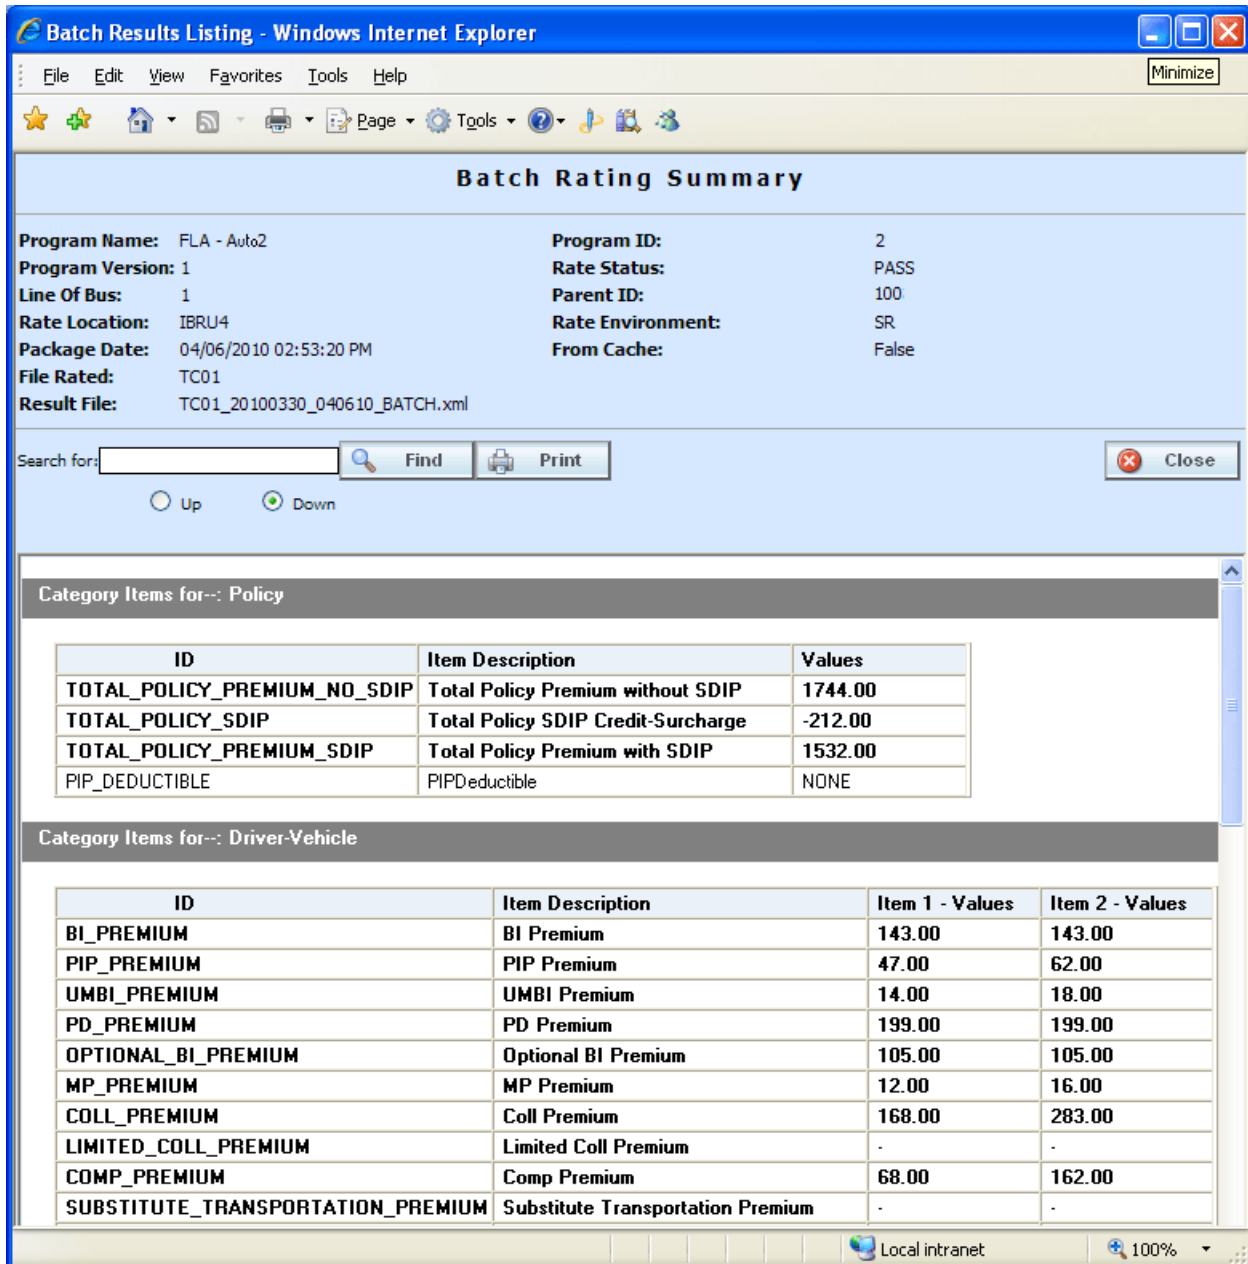 Batch Results Listing - Windows Internet Explorer
File Edit View Favorites Tools Help
Minimize
Page Tools
Batch Rating Summary
Program Name: FLA - Auto2 Program ID: 2
Program Version: 1 Rate Status: PASS
Line Of Bus: 1 Parent ID: 100
Rate Location: IBRU4 Rate Environment: SR
Package Date: 04/06/2010 02:53:20 PM From Cache: False
File Rated: TC01
Result File: TC01_20100330_040610_BATCH.xml
Search for: Find Print Close
Up Down
Category Items for--: Policy
ID Item Description Values
TOTAL_POLICY_PREMIUM_NO_SDIP Total Policy Premium without SDIP 1744.00
TOTAL_POLICY_SDIP Total Policy SDIP Credit-Surcharge -212.00
TOTAL_POLICY_PREMIUM_SDIP Total Policy Premium with SDIP 1532.00
PIP_DEDUCTIBLE PIPDeductible NONE
Category Items for--: Driver-Vehicle
ID Item Description Item 1 - Values Item 2 - Values
BI_PREMIUM BI Premium 143.00 143.00
PIP_PREMIUM PIP Premium 47.00 62.00
UMBI_PREMIUM UMBI Premium 14.00 18.00
PD_PREMIUM PD Premium 199.00 199.00
OPTIONAL_BI_PREMIUM Optional BI Premium 105.00 105.00
MP_PREMIUM MP Premium 12.00 16.00
COLL_PREMIUM Coll Premium 168.00 283.00
LIMITED_COLL_PREMIUM Limited Coll Premium - -
COMP_PREMIUM Comp Premium 68.00 162.00
SUBSTITUTE_TRANSPORTATION_PREMIUM Substitute Transportation Premium - -
Local intranet 100%